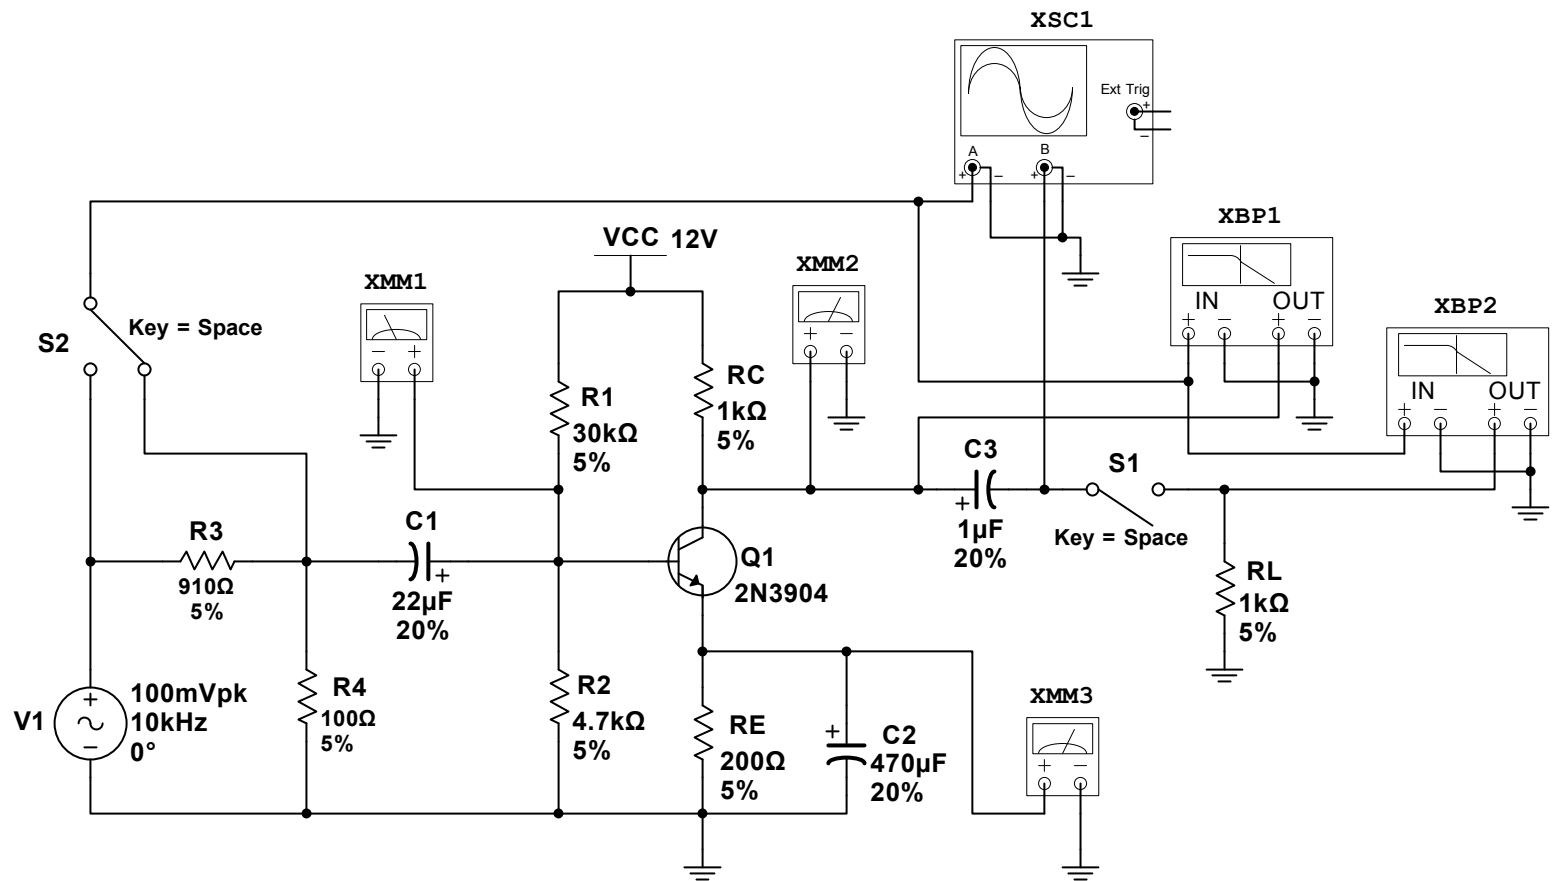 XSC1
Ext Trig
+
−
A
B
+ −
+ −
XBP1
IN OUT
+ − + −
XBP2
IN OUT
+ − + −
VCC 12V
XMM1
− +
XMM2
+ −
S2
Key = Space
R1
30kΩ
5%
RC
1kΩ
5%
C3
+
1µF
20%
S1
Key = Space
R3
910Ω
5%
C1
+
22µF
20%
Q1
2N3904
RL
1kΩ
5%
V1
+
−
100mVpk
10kHz
0°
R4
100Ω
5%
R2
4.7kΩ
5%
RE
200Ω
5%
+
C2
470µF
20%
XMM3
+ −